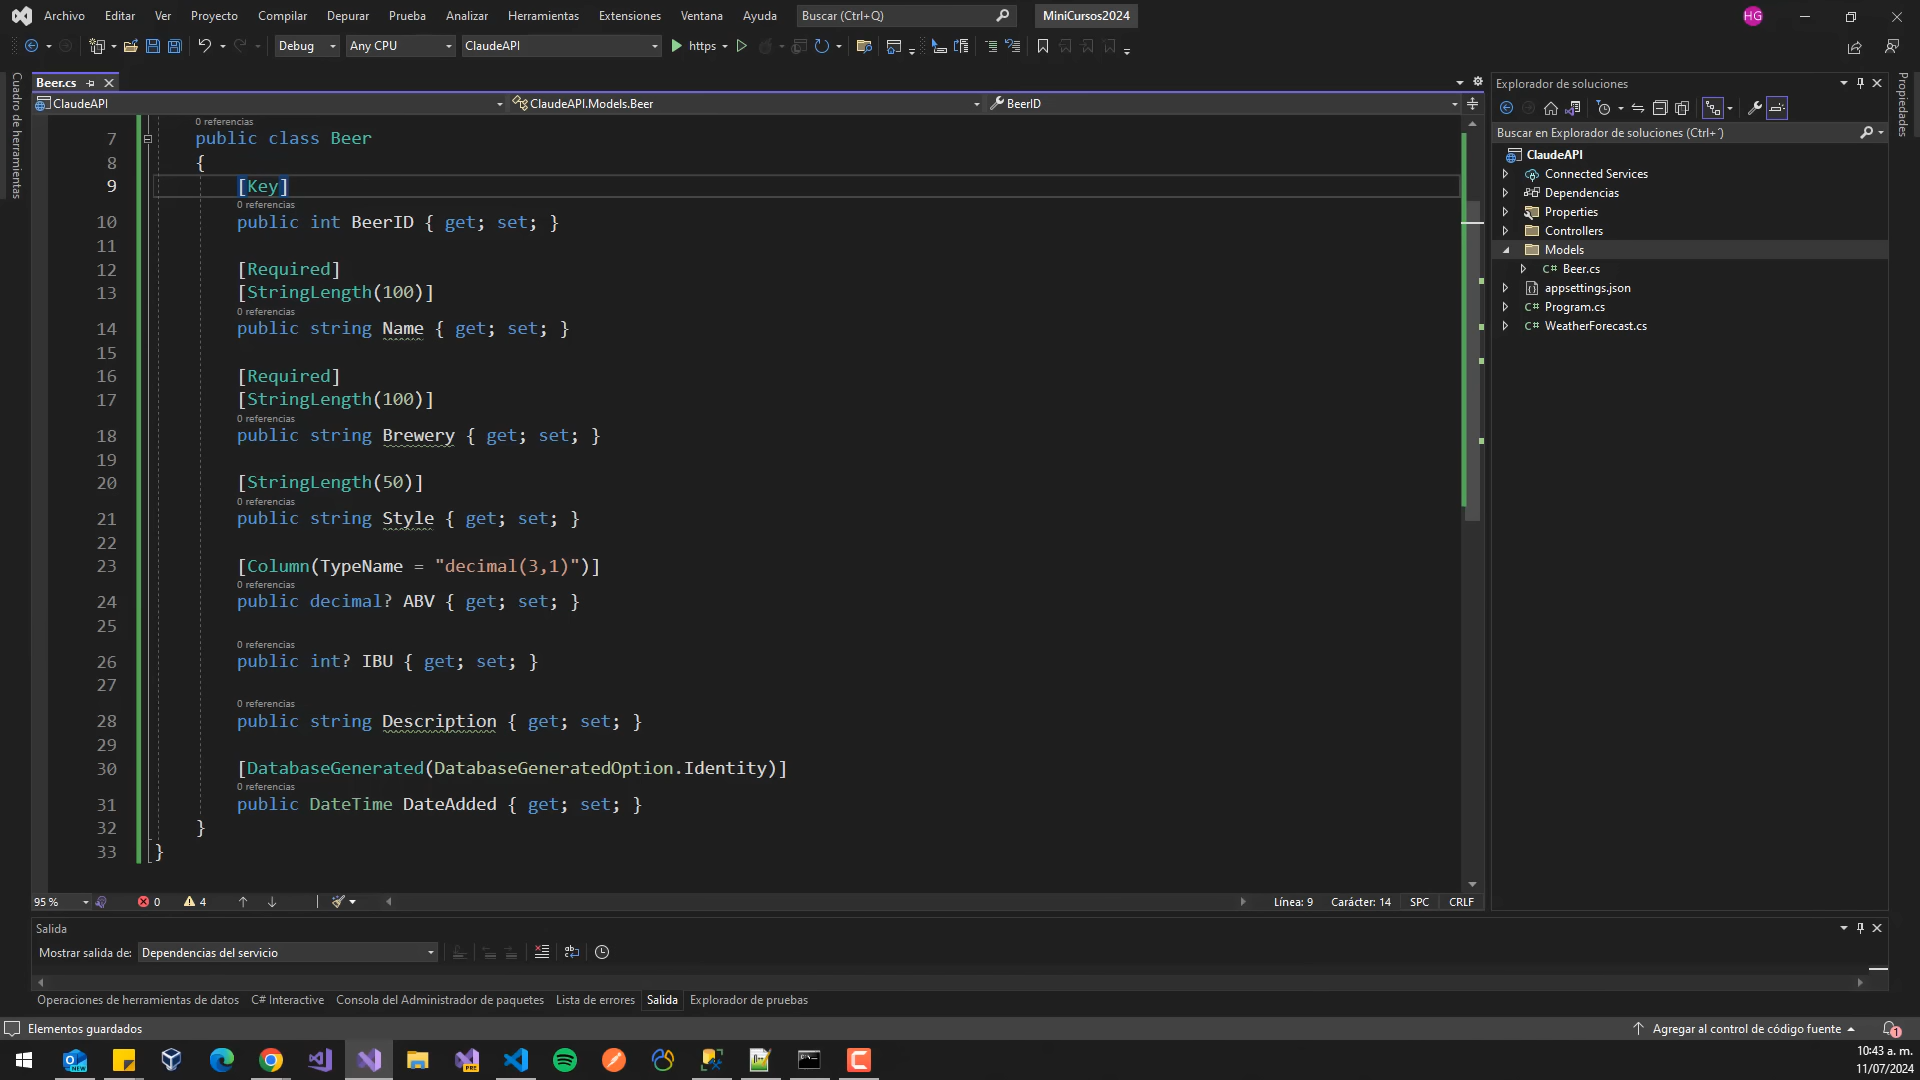 Archivo Editar Ver Proyecto Compilar Depurar Prueba Analizar Herramientas Extensiones Ventana Ayuda Buscar (Ctrl+Q) MiniCursos2024 HG
Debug Any CPU ClaudeAPI https
Cuadro de herramientas
Beer.cs
ClaudeAPI ClaudeAPI.Models.Beer BeerID
0 referencias
7 public class Beer
8 {
9 [Key]
0 referencias
10 public int BeerID { get; set; }
11
12 [Required]
13 [StringLength(100)]
0 referencias
14 public string Name { get; set; }
15
16 [Required]
17 [StringLength(100)]
0 referencias
18 public string Brewery { get; set; }
19
20 [StringLength(50)]
0 referencias
21 public string Style { get; set; }
22
23 [Column(TypeName = "decimal(3,1)")]
0 referencias
24 public decimal? ABV { get; set; }
25
0 referencias
26 public int? IBU { get; set; }
27
0 referencias
28 public string Description { get; set; }
29
30 [DatabaseGenerated(DatabaseGeneratedOption.Identity)]
0 referencias
31 public DateTime DateAdded { get; set; }
32 }
33 }
95 % 0 4 Línea: 9 Carácter: 14 SPC CRLF
Explorador de soluciones
Buscar en Explorador de soluciones (Ctrl+´)
ClaudeAPI
Connected Services
Dependencias
Properties
Controllers
Models
C# Beer.cs
appsettings.json
C# Program.cs
C# WeatherForecast.cs
Propiedades
Salida
Mostrar salida de: Dependencias del servicio
Operaciones de herramientas de datos C# Interactive Consola del Administrador de paquetes Lista de errores Salida Explorador de pruebas
Elementos guardados Agregar al control de código fuente 1
NEW PRE
10:43 a. m.
11/07/2024